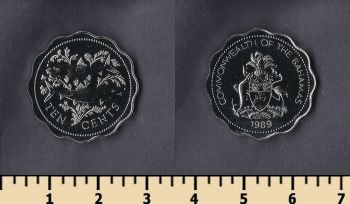 TEN CENTS
COMMONWEALTH OF THE BAHAMAS
1989
1 2 3 4 5 6 7